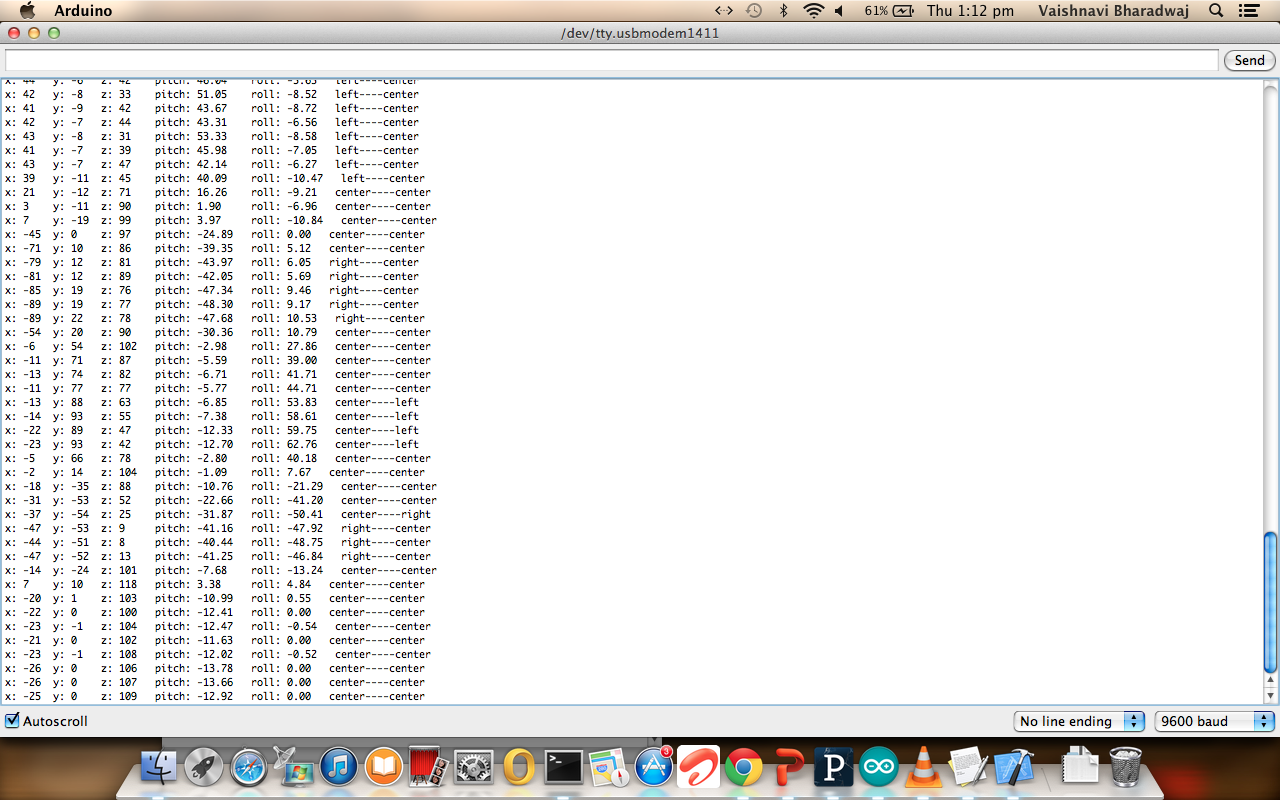 Arduino 61% Thu 1:12 pm Vaishnavi Bharadwaj
/dev/tty.usbmodem1411
Send
x: 44 y: -6 z: 42 pitch: 46.04 roll: -5.65 left----center
x: 42 y: -8 z: 33 pitch: 51.05 roll: -8.52 left----center
x: 41 y: -9 z: 42 pitch: 43.67 roll: -8.72 left----center
x: 42 y: -7 z: 44 pitch: 43.31 roll: -6.56 left----center
x: 43 y: -8 z: 31 pitch: 53.33 roll: -8.58 left----center
x: 41 y: -7 z: 39 pitch: 45.98 roll: -7.05 left----center
x: 43 y: -7 z: 47 pitch: 42.14 roll: -6.27 left----center
x: 39 y: -11 z: 45 pitch: 40.09 roll: -10.47 left----center
x: 21 y: -12 z: 71 pitch: 16.26 roll: -9.21 center----center
x: 3 y: -11 z: 90 pitch: 1.90 roll: -6.96 center----center
x: 7 y: -19 z: 99 pitch: 3.97 roll: -10.84 center----center
x: -45 y: 0 z: 97 pitch: -24.89 roll: 0.00 center----center
x: -71 y: 10 z: 86 pitch: -39.35 roll: 5.12 center----center
x: -79 y: 12 z: 81 pitch: -43.97 roll: 6.05 right----center
x: -81 y: 12 z: 89 pitch: -42.05 roll: 5.69 right----center
x: -85 y: 19 z: 76 pitch: -47.34 roll: 9.46 right----center
x: -89 y: 19 z: 77 pitch: -48.30 roll: 9.17 right----center
x: -89 y: 22 z: 78 pitch: -47.68 roll: 10.53 right----center
x: -54 y: 20 z: 90 pitch: -30.36 roll: 10.79 center----center
x: -6 y: 54 z: 102 pitch: -2.98 roll: 27.86 center----center
x: -11 y: 71 z: 87 pitch: -5.59 roll: 39.00 center----center
x: -13 y: 74 z: 82 pitch: -6.71 roll: 41.71 center----center
x: -11 y: 77 z: 77 pitch: -5.77 roll: 44.71 center----center
x: -13 y: 88 z: 63 pitch: -6.85 roll: 53.83 center----left
x: -14 y: 93 z: 55 pitch: -7.38 roll: 58.61 center----left
x: -22 y: 89 z: 47 pitch: -12.33 roll: 59.75 center----left
x: -23 y: 93 z: 42 pitch: -12.70 roll: 62.76 center----left
x: -5 y: 66 z: 78 pitch: -2.80 roll: 40.18 center----center
x: -2 y: 14 z: 104 pitch: -1.09 roll: 7.67 center----center
x: -18 y: -35 z: 88 pitch: -10.76 roll: -21.29 center----center
x: -31 y: -53 z: 52 pitch: -22.66 roll: -41.20 center----center
x: -37 y: -54 z: 25 pitch: -31.87 roll: -50.41 center----right
x: -47 y: -53 z: 9 pitch: -41.16 roll: -47.92 right----center
x: -44 y: -51 z: 8 pitch: -40.44 roll: -48.75 right----center
x: -47 y: -52 z: 13 pitch: -41.25 roll: -46.84 right----center
x: -14 y: -24 z: 101 pitch: -7.68 roll: -13.24 center----center
x: 7 y: 10 z: 118 pitch: 3.38 roll: 4.84 center----center
x: -20 y: 1 z: 103 pitch: -10.99 roll: 0.55 center----center
x: -22 y: 0 z: 100 pitch: -12.41 roll: 0.00 center----center
x: -23 y: -1 z: 104 pitch: -12.47 roll: -0.54 center----center
x: -21 y: 0 z: 102 pitch: -11.63 roll: 0.00 center----center
x: -23 y: -1 z: 108 pitch: -12.02 roll: -0.52 center----center
x: -26 y: 0 z: 106 pitch: -13.78 roll: 0.00 center----center
x: -26 y: 0 z: 107 pitch: -13.66 roll: 0.00 center----center
x: -25 y: 0 z: 109 pitch: -12.92 roll: 0.00 center----center
Autoscroll No line ending 9600 baud
3